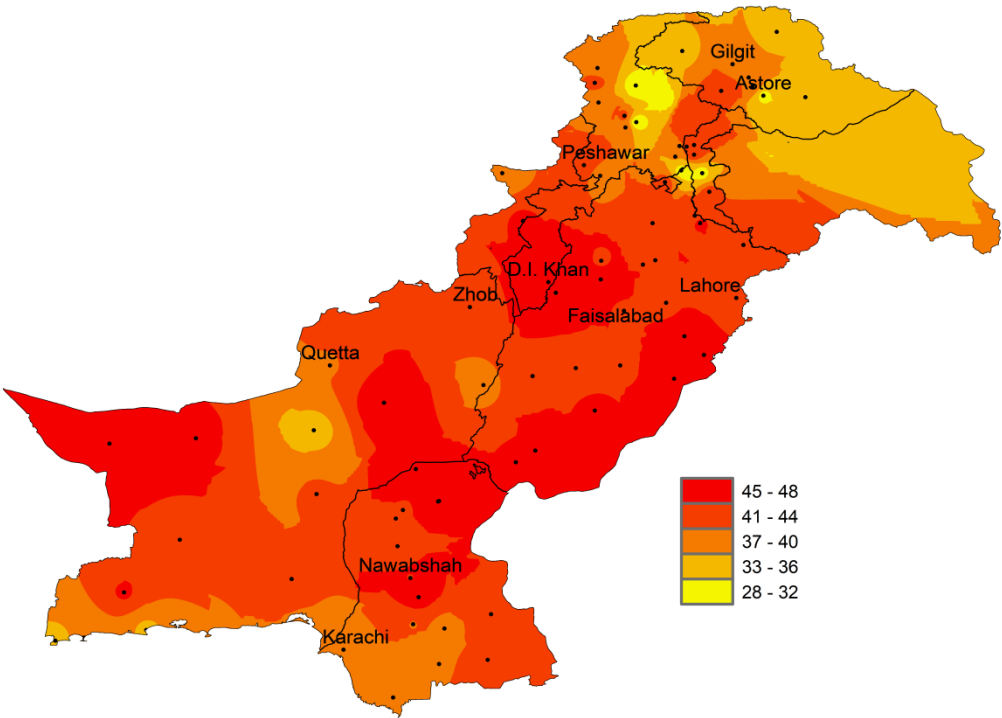 Gilgit
Astore
Peshawar
D.I. Khan
Zhob
Lahore
Faisalabad
Quetta
Nawabshah
Karachi
45 - 48
41 - 44
37 - 40
33 - 36
28 - 32